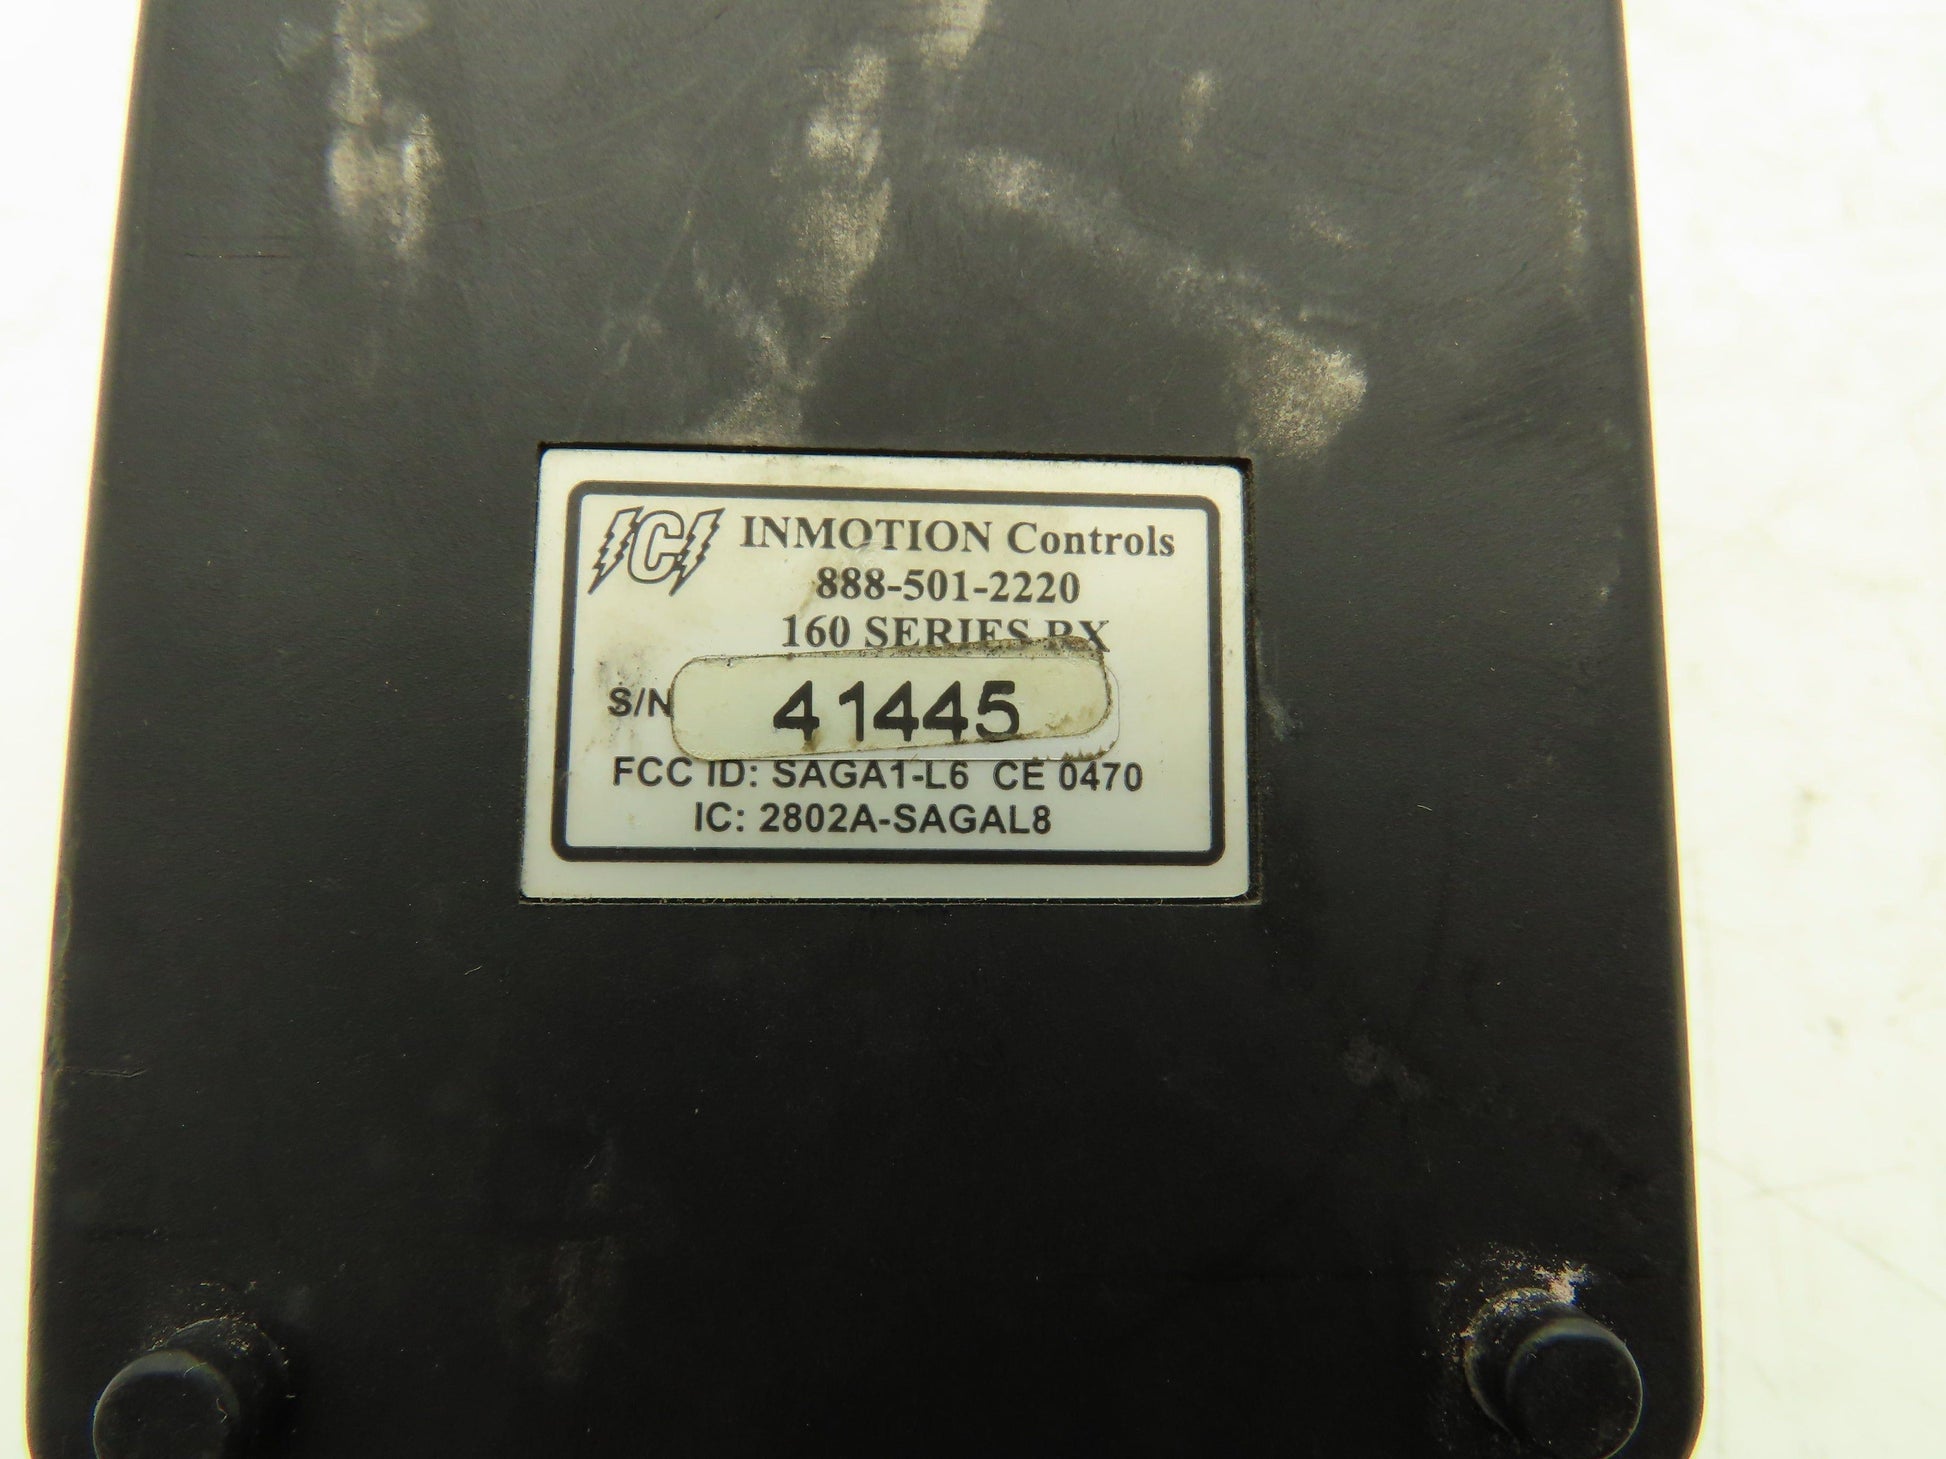 ICI INMOTION Controls
888-501-2220
160 SERIES RX
S/N 41445
FCC ID: SAGA1-L6 CE 0470
IC: 2802A-SAGAL8